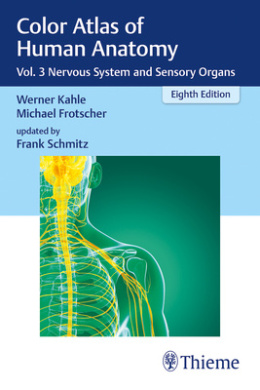 Color Atlas of
Human Anatomy
Vol. 3 Nervous System and Sensory Organs
Werner Kahle
Michael Frotscher
Eighth Edition
updated by
Frank Schmitz
Thieme